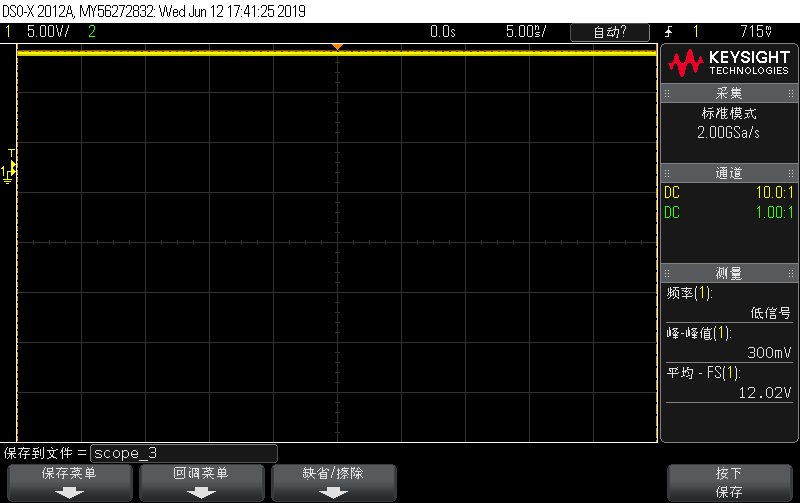 DSO-X 2012A, MY56272832: Wed Jun 12 17:41:25 2019
1 5.00V/ 2 0.0s 5.00ns/ 自动? 1 715mV
KEYSIGHT
TECHNOLOGIES
采集
标准模式
2.00GSa/s
T
1
通道
DC 10.0:1
DC 1.00:1
测量
频率(1):
低信号
峰-峰值(1):
300mV
平均 - FS(1):
12.02V
保存到文件 = scope_3
保存菜单 回调菜单 缺省/擦除 按下
保存